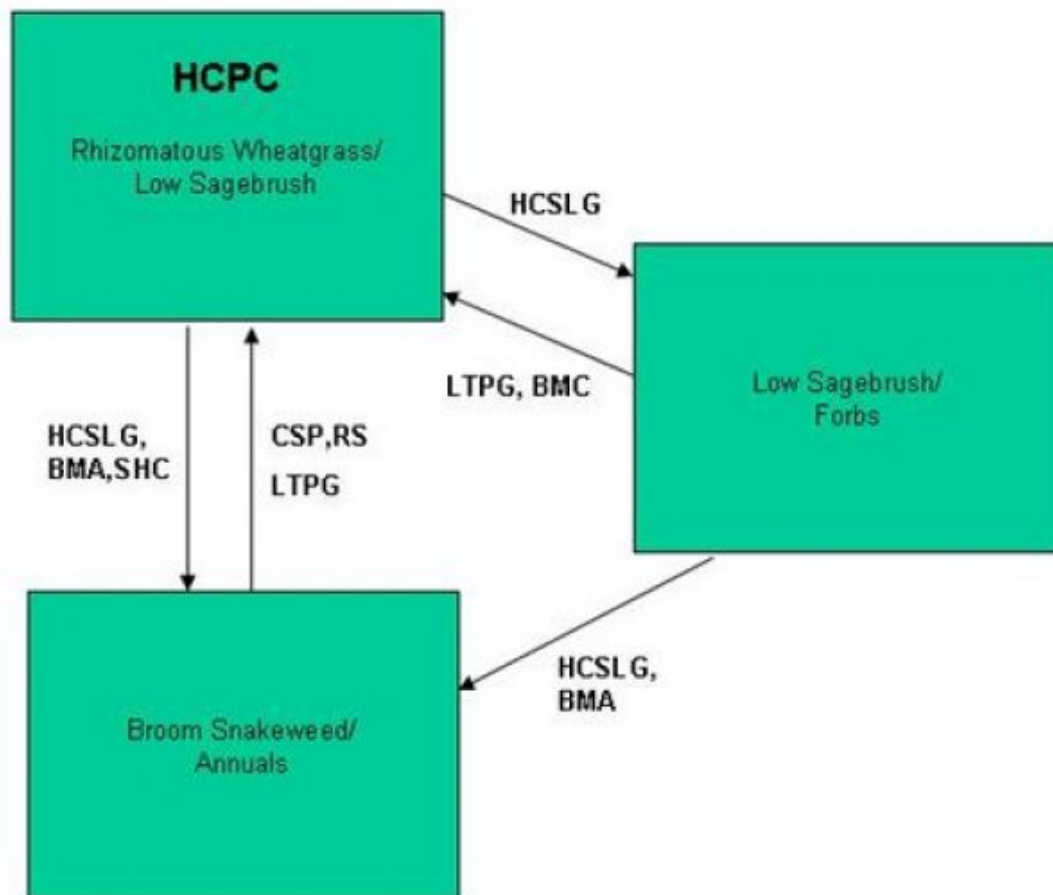 HCPC
Rhizomatous Wheatgrass/
Low Sagebrush
HCSLG
LTPG, BMC
Low Sagebrush/
Forbs
HCSLG,
BMA,SHC
CSP,RS
LTPG
HCSLG,
BMA
Broom Snakeweed/
Annuals